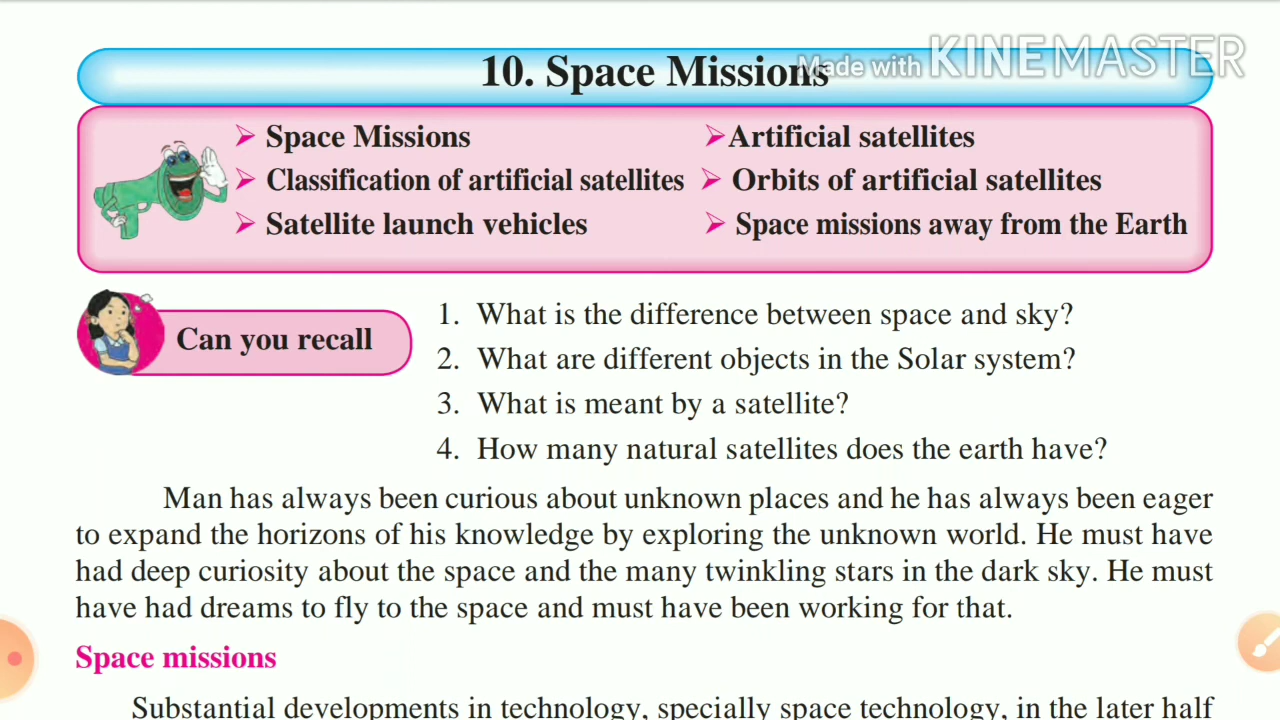 10. Space Missions
Made with KINEMASTER
➢ Space Missions
➢ Artificial satellites
➢ Classification of artificial satellites
➢ Orbits of artificial satellites
➢ Satellite launch vehicles
➢ Space missions away from the Earth
Can you recall
1. What is the difference between space and sky?
2. What are different objects in the Solar system?
3. What is meant by a satellite?
4. How many natural satellites does the earth have?
Man has always been curious about unknown places and he has always been eager
to expand the horizons of his knowledge by exploring the unknown world. He must have
had deep curiosity about the space and the many twinkling stars in the dark sky. He must
have had dreams to fly to the space and must have been working for that.
Space missions
Substantial developments in technology, specially space technology, in the later half